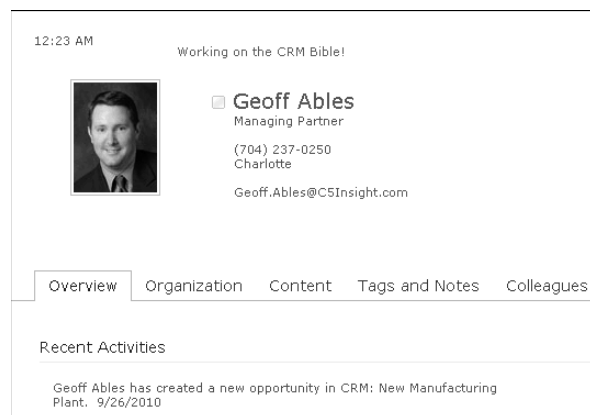 12:23 AM
Working on the CRM Bible!
Geoff Ables
Managing Partner
(704) 237-0250
Charlotte
Geoff.Ables@C5Insight.com
Overview Organization Content Tags and Notes Colleagues
Recent Activities
Geoff Ables has created a new opportunity in CRM: New Manufacturing
Plant. 9/26/2010